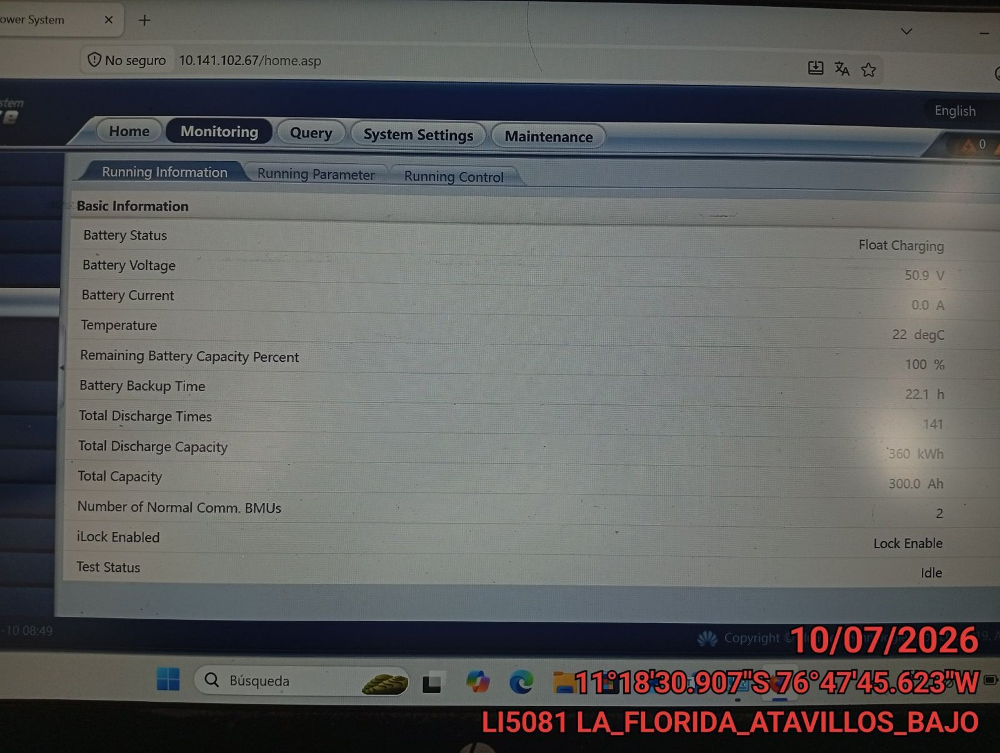 ower System
No seguro 10.141.102.67/home.asp
stem
English
Home Monitoring Query System Settings Maintenance
0
Running Information Running Parameter Running Control
Basic Information
Battery Status Float Charging
Battery Voltage 50.9 V
Battery Current 0.0 A
Temperature 22 degC
Remaining Battery Capacity Percent 100 %
Battery Backup Time 22.1 h
Total Discharge Times 141
Total Discharge Capacity 360 kWh
Total Capacity 300.0 Ah
Number of Normal Comm. BMUs 2
iLock Enabled Lock Enable
Test Status Idle
-10 08:49
Copyright ©
10/07/2026
Búsqueda
11°18'30.907"S 76°47'45.623"W
LI5081 LA_FLORIDA_ATAVILLOS_BAJO